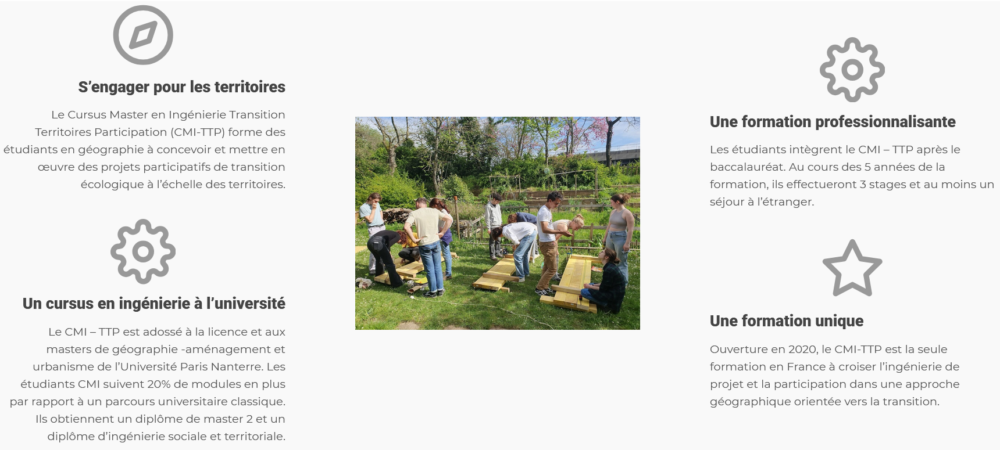 S’engager pour les territoires
Le Cursus Master en Ingénierie Transition
Territoires Participation (CMI-TTP) forme des
étudiants en géographie à concevoir et mettre en
œuvre des projets participatifs de transition
écologique à l’échelle des territoires.
Un cursus en ingénierie à l’université
Le CMI – TTP est adossé à la licence et aux
masters de géographie -aménagement et
urbanisme de l’Université Paris Nanterre. Les
étudiants CMI suivent 20% de modules en plus
par rapport à un parcours universitaire classique.
Ils obtiennent un diplôme de master 2 et un
diplôme d’ingénierie sociale et territoriale.
Une formation professionnalisante
Les étudiants intègrent le CMI – TTP après le
baccalauréat. Au cours des 5 années de la
formation, ils effectueront 3 stages et au moins un
séjour à l’étranger.
Une formation unique
Ouverture en 2020, le CMI-TTP est la seule
formation en France à croiser l’ingénierie de
projet et la participation dans une approche
géographique orientée vers la transition.